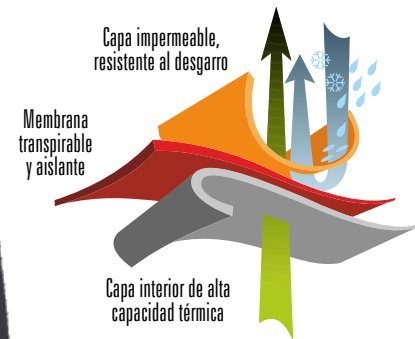 Capa impermeable,
resistente al desgarro
Membrana
transpirable
y aislante
Capa interior de alta
capacidad térmica